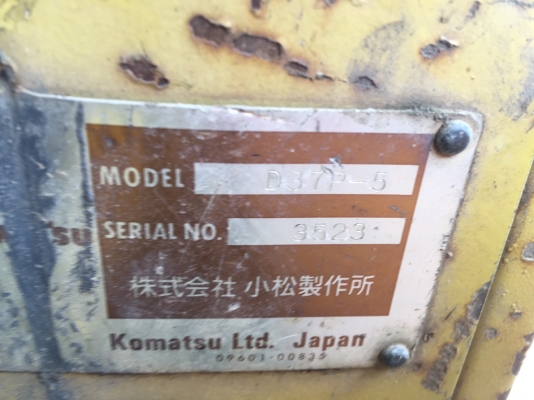 MODEL D37P-5
SERIAL NO. 3523
株式会社 小松製作所
Komatsu Ltd. Japan
09601-00835